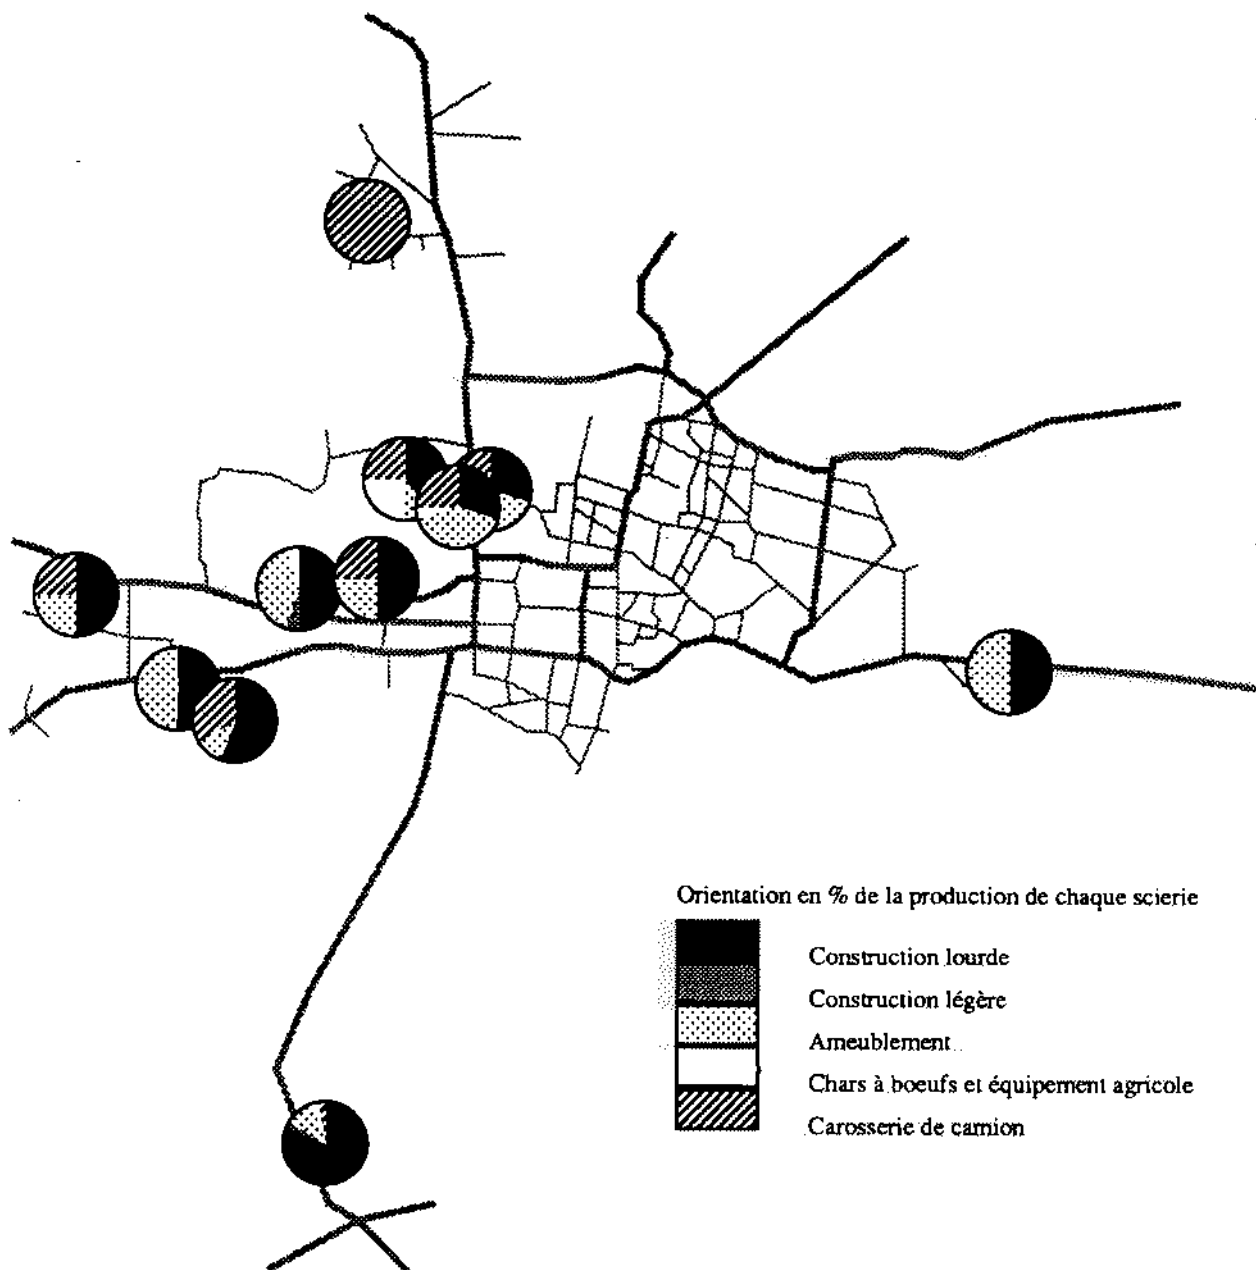 Orientation en % de la production de chaque scierie
Construction lourde
Construction légère
Ameublement
Chars à boeufs et équipement agricole
Carosserie de camion